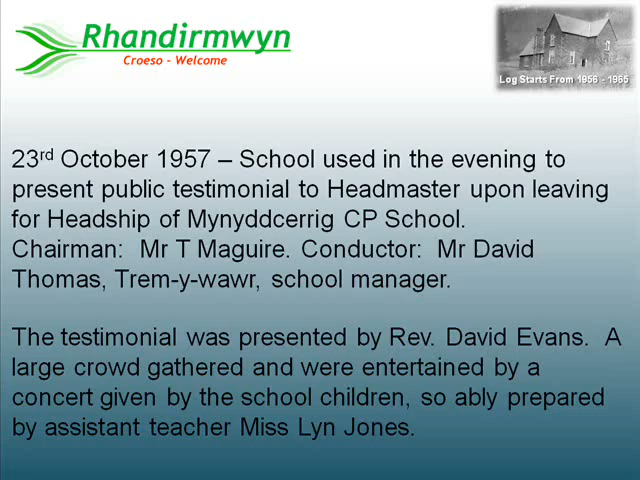 Rhandirmwyn
Croeso - Welcome
Log Starts From 1956 - 1965
23rd October 1957 – School used in the evening to
present public testimonial to Headmaster upon leaving
for Headship of Mynyddcerrig CP School.
Chairman: Mr T Maguire. Conductor: Mr David
Thomas, Trem-y-wawr, school manager.
The testimonial was presented by Rev. David Evans. A
large crowd gathered and were entertained by a
concert given by the school children, so ably prepared
by assistant teacher Miss Lyn Jones.